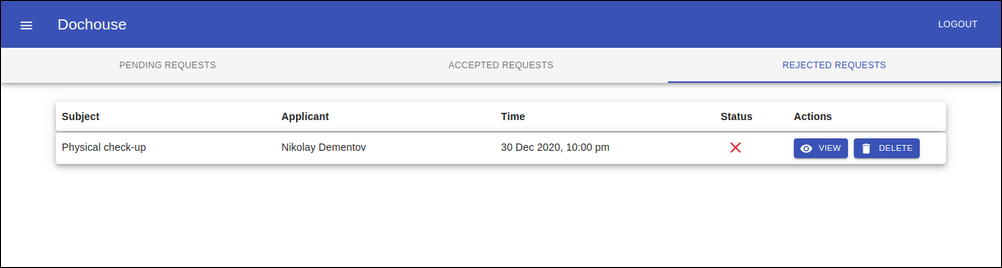 Dochouse LOGOUT
PENDING REQUESTS ACCEPTED REQUESTS REJECTED REQUESTS
Subject Applicant Time Status Actions
Physical check-up Nikolay Dementov 30 Dec 2020, 10:00 pm VIEW DELETE